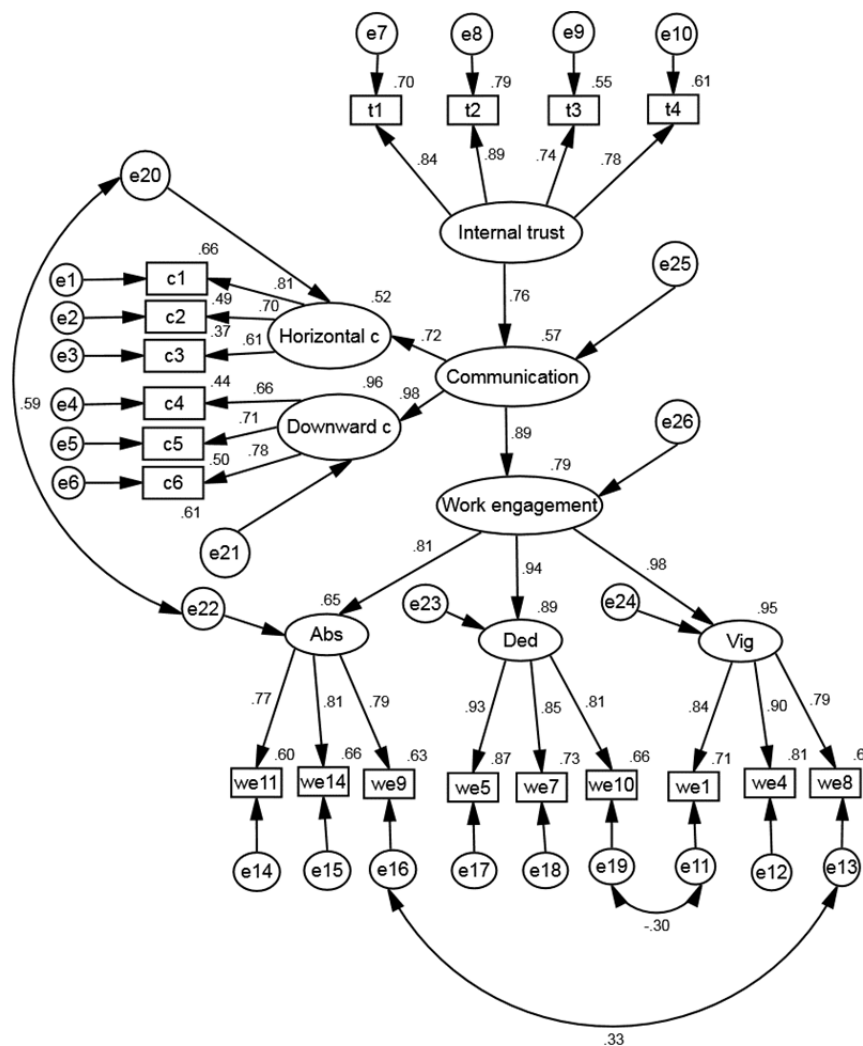 e7 e8 e9 e10
.70 .79 .55 .61
t1 t2 t3 t4
.84 .89 .74 .78
e20
Internal trust
e25
.66
e1 c1 .81
.76
.49 .52 .57
e2 c2 .70
.37 Horizontal c .72
e3 c3 .61
Communication
.44 .96
e4 c4 .66 .98
.59
.71 Downward c .89
e5 c5
e26
.50 .78 .79
e6 c6
Work engagement
.61
e21
.81 .94 .98
e22 .65 e23 .89 e24 .95
Abs Ded Vig
.77 .81 .79 .93 .85 .81 .84 .90 .79
.60 .66 .63 .87 .73 .66 .71 .81 .6
we11 we14 we9 we5 we7 we10 we1 we4 we8
e14 e15 e16 e17 e18 e19 e11 e12 e13
-.30
.33